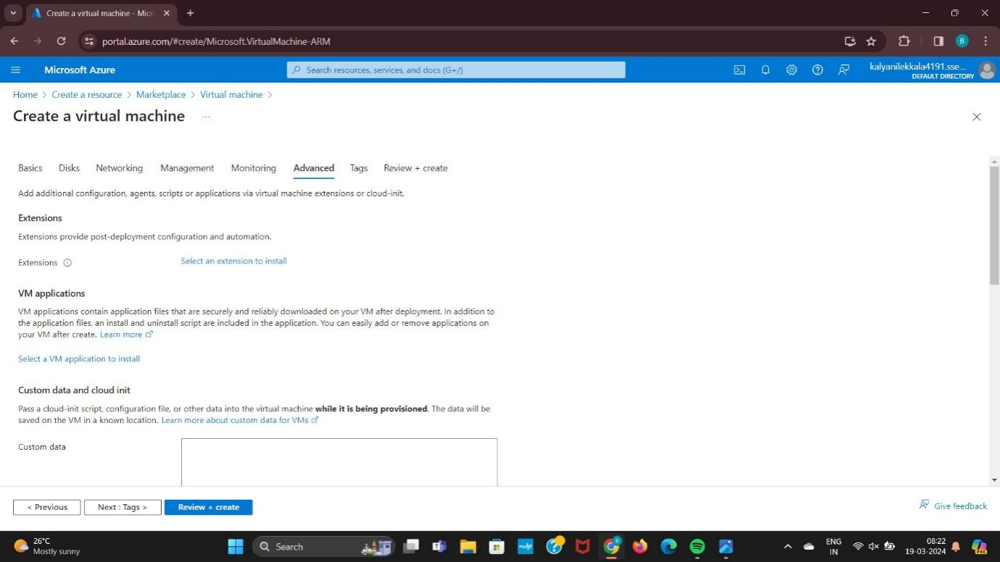 Create a virtual machine - Micr
portal.azure.com/#create/Microsoft.VirtualMachine-ARM
B
Microsoft Azure
Search resources, services, and docs (G+/)
kalyanilekkala4191.sse...
DEFAULT DIRECTORY
Home > Create a resource > Marketplace > Virtual machine >
Create a virtual machine ...
Basics Disks Networking Management Monitoring Advanced Tags Review + create
Add additional configuration, agents, scripts or applications via virtual machine extensions or cloud-init.
Extensions
Extensions provide post-deployment configuration and automation.
Extensions
Select an extension to install
VM applications
VM applications contain application files that are securely and reliably downloaded on your VM after deployment. In addition to
the application files, an install and uninstall script are included in the application. You can easily add or remove applications on
your VM after create. Learn more
Select a VM application to install
Custom data and cloud init
Pass a cloud-init script, configuration file, or other data into the virtual machine while it is being provisioned. The data will be
saved on the VM in a known location. Learn more about custom data for VMs
Custom data
< Previous
Next : Tags >
Review + create
Give feedback
26°C
Mostly sunny
Search
ENG
IN
08:22
19-03-2024
PRE